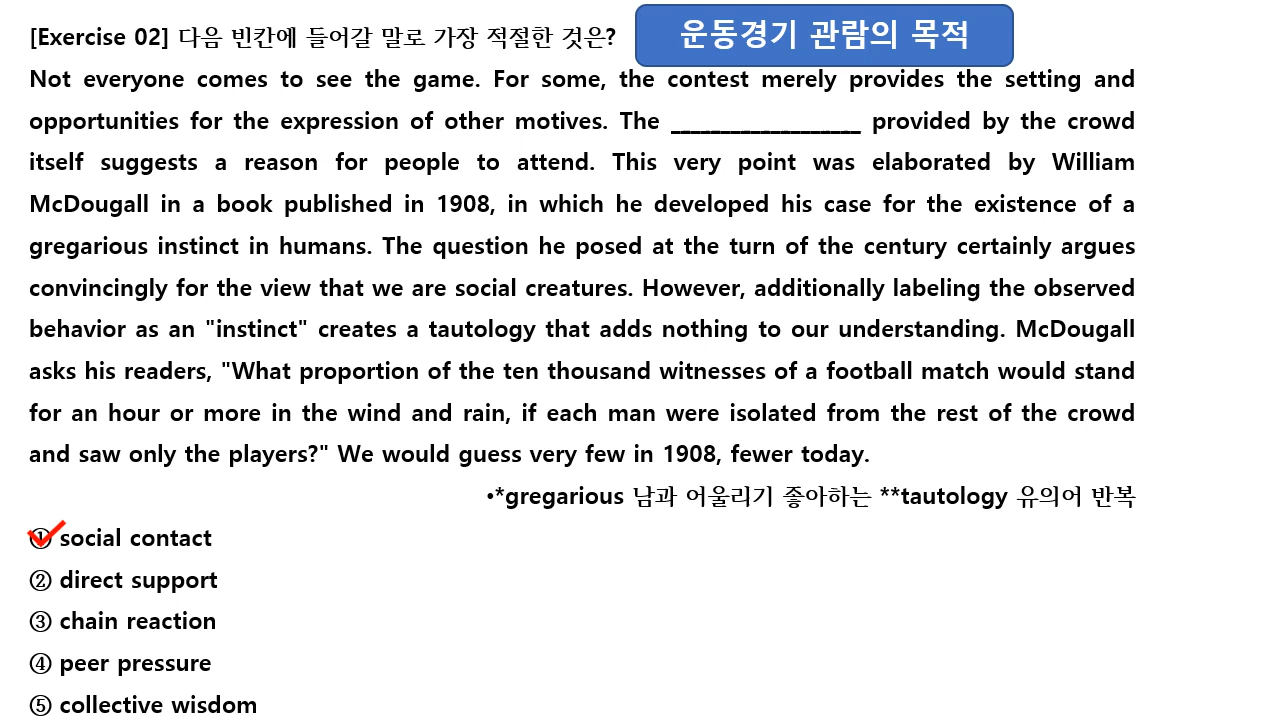 [Exercise 02] 다음 빈칸에 들어갈 말로 가장 적절한 것은?
운동경기 관람의 목적
Not everyone comes to see the game. For some, the contest merely provides the setting and
opportunities for the expression of other motives. The ___________________ provided by the crowd
itself suggests a reason for people to attend. This very point was elaborated by William
McDougall in a book published in 1908, in which he developed his case for the existence of a
gregarious instinct in humans. The question he posed at the turn of the century certainly argues
convincingly for the view that we are social creatures. However, additionally labeling the observed
behavior as an "instinct" creates a tautology that adds nothing to our understanding. McDougall
asks his readers, "What proportion of the ten thousand witnesses of a football match would stand
for an hour or more in the wind and rain, if each man were isolated from the rest of the crowd
and saw only the players?" We would guess very few in 1908, fewer today.
•*gregarious 남과 어울리기 좋아하는 **tautology 유의어 반복
① social contact
② direct support
③ chain reaction
④ peer pressure
⑤ collective wisdom